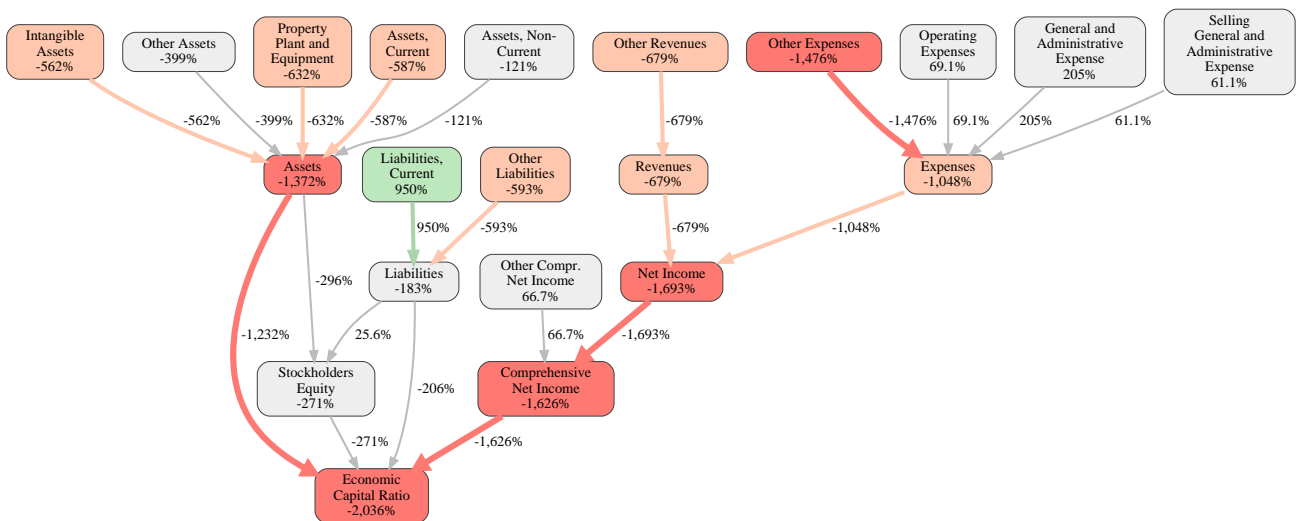 Intangible
Assets
-562%
Other Assets
-399%
Property
Plant and
Equipment
-632%
Assets,
Current
-587%
Assets, Non-
Current
-121%
Other Revenues
-679%
Other Expenses
-1,476%
Operating
Expenses
69.1%
General and
Administrative
Expense
205%
Selling
General and
Administrative
Expense
61.1%
-562%
-399%
-632%
-587%
-121%
-679%
-1,476%
69.1%
205%
61.1%
Assets
-1,372%
Liabilities,
Current
950%
Other
Liabilities
-593%
Revenues
-679%
Expenses
-1,048%
950%
-593%
-679%
-1,048%
-296%
Liabilities
-183%
Other Compr.
Net Income
66.7%
Net Income
-1,693%
-1,232%
25.6%
66.7%
-1,693%
Stockholders
Equity
-271%
-206%
Comprehensive
Net Income
-1,626%
-271%
-1,626%
Economic
Capital Ratio
-2,036%